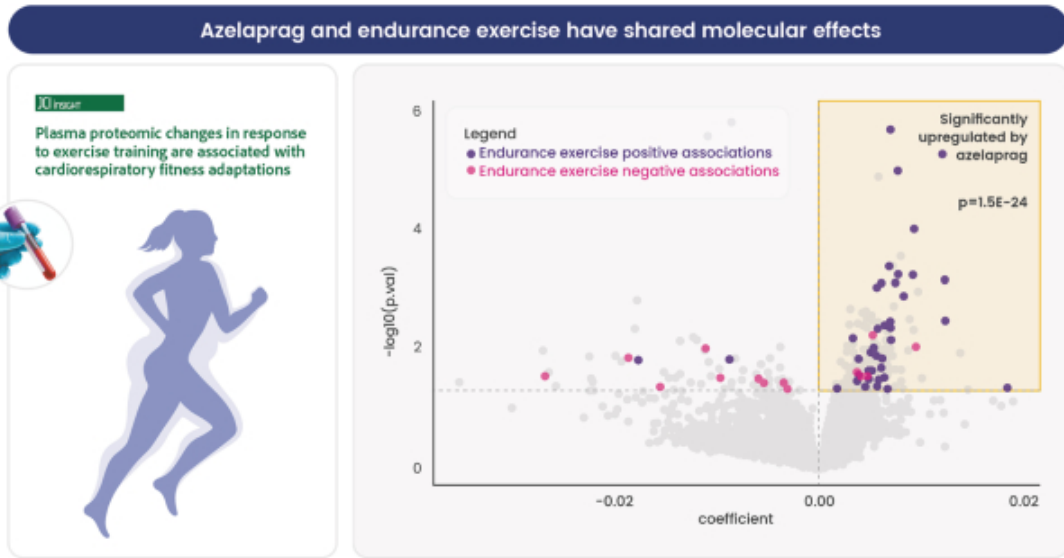 Azelaprag and endurance exercise have shared molecular effects
JCI INSIGHT
Plasma proteomic changes in response
to exercise training are associated with
cardiorespiratory fitness adaptations
6
4
2
0
-log10(p.val)
Legend
Endurance exercise positive associations
Endurance exercise negative associations
Significantly
upregulated by
azelaprag
p=1.5E-24
-0.02
0.00
0.02
coefficient